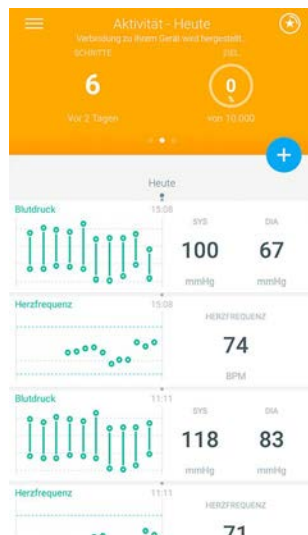 Aktivität - Heute
Verbindung zu Ihrem Gerät wird hergestellt
SCHRITTE
ZIEL
6
0
%
Vor 2 Tagen
von 10.000
Heute
Blutdruck
15:08
SYS
DIA
100
67
mmHg
mmHg
Herzfrequenz
15:08
HERZFREQUENZ
74
BPM
Blutdruck
11:11
SYS
DIA
118
83
mmHg
mmHg
Herzfrequenz
11:11
HERZFREQUENZ
71